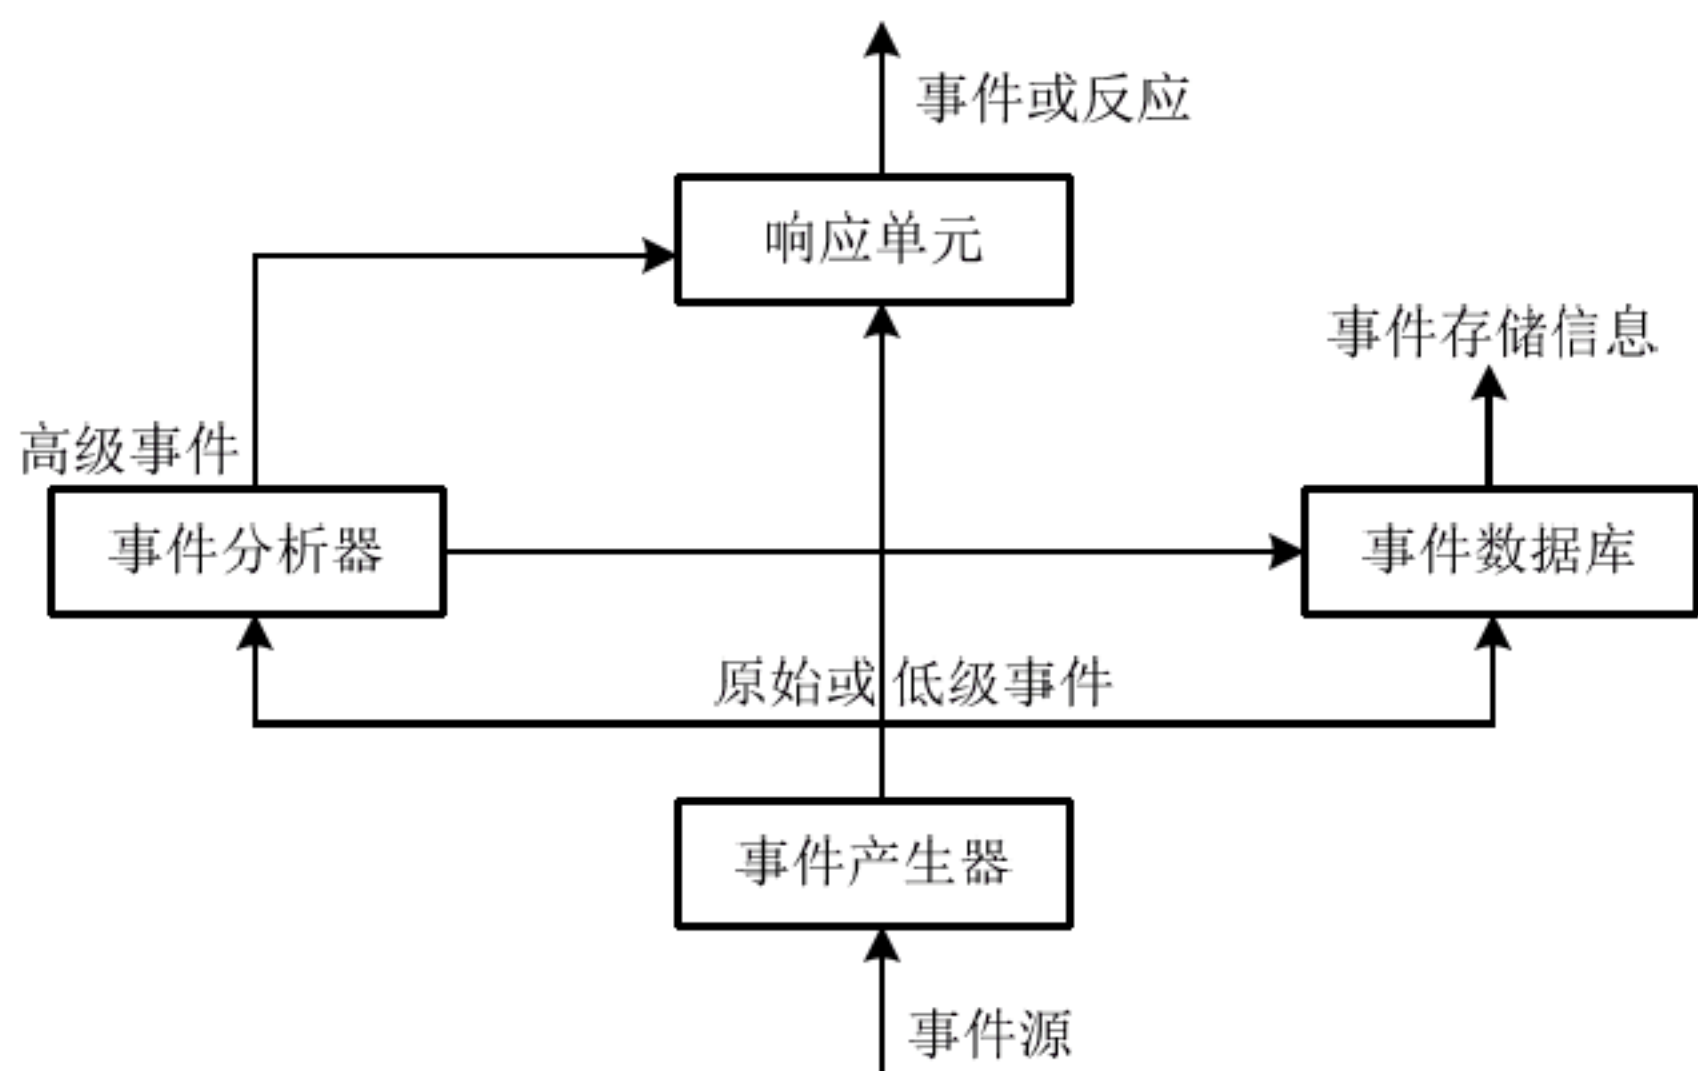 事件或反应
响应单元
事件存储信息
高级事件
事件分析器
事件数据库
原始或低级事件
事件产生器
事件源